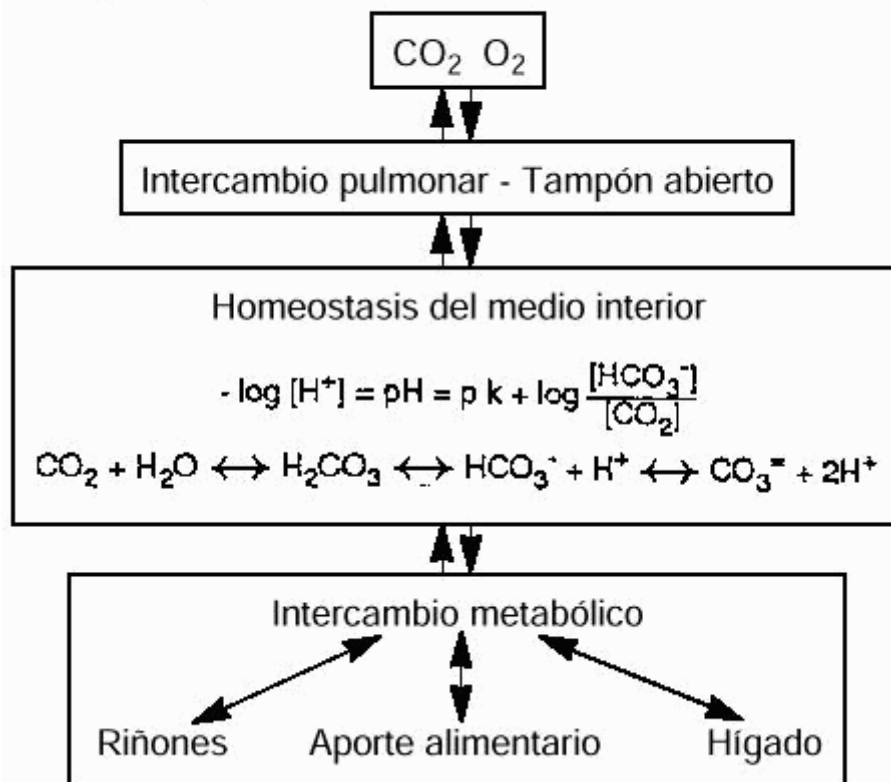 CO₂ O₂
Intercambio pulmonar - Tampón abierto
Homeostasis del medio interior
- log [H⁺] = pH = p k + log [HCO₃⁻] / [CO₂]
CO₂ + H₂O ↔ H₂CO₃ ↔ HCO₃⁻ + H⁺ ↔ CO₃⁼ + 2H⁺
Intercambio metabólico
Riñones Aporte alimentario Hígado